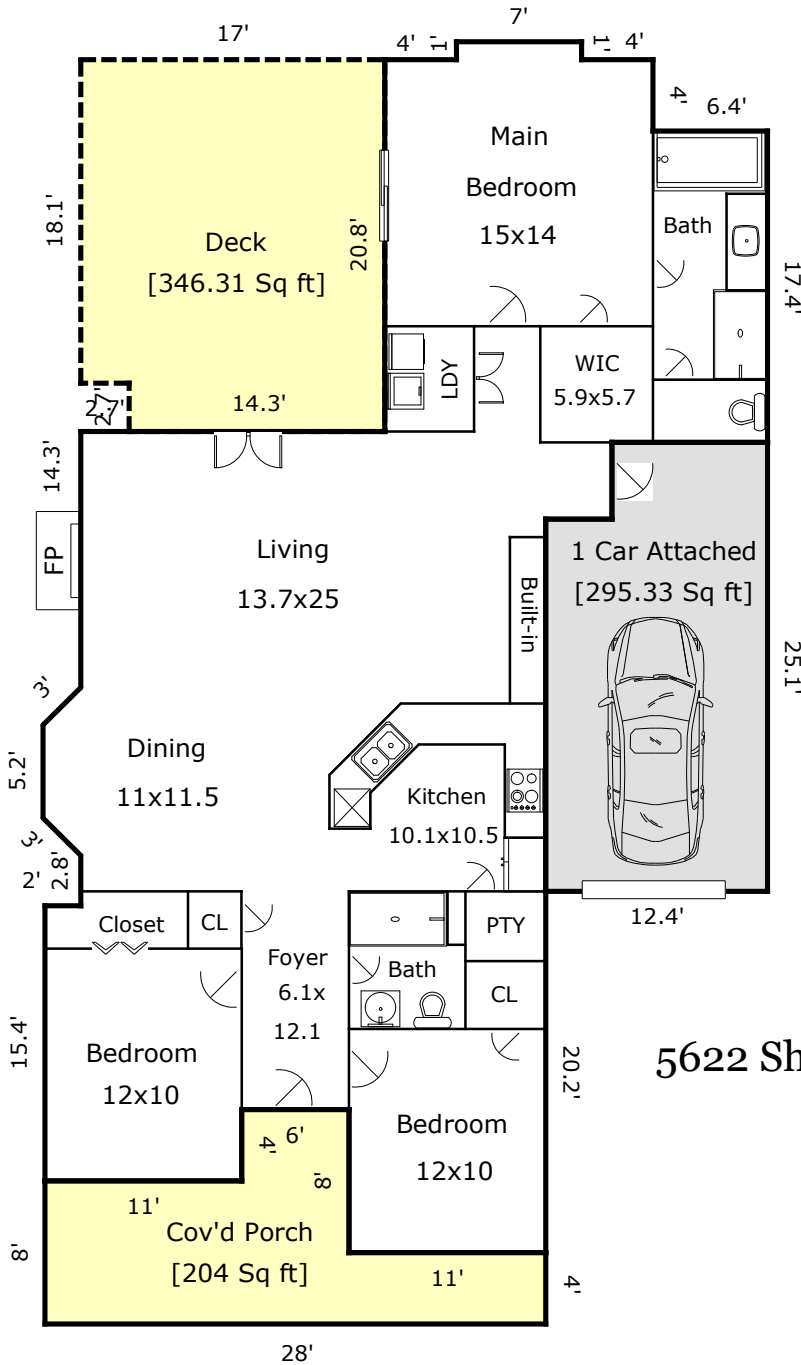 7'
17'
4'
1'
1'
4'
4'
6.4'
Main
Bedroom
15x14
18.1'
Deck
[346.31 Sq ft]
20.8'
Bath
17.4'
LDY
WIC
5.9x5.7
2.7'
14.3'
14.3'
FP
Living
13.7x25
Built-in
1 Car Attached
[295.33 Sq ft]
25.1'
3'
5.2'
Dining
11x11.5
Kitchen
10.1x10.5
3'
2.8'
2'
12.4'
Closet
CL
PTY
Foyer
6.1x
12.1
Bath
CL
15.4'
Bedroom
12x10
20.2'
5622 Sh
Bedroom
12x10
6'
4'
8'
11'
Cov'd Porch
[204 Sq ft]
11'
8'
4'
28'